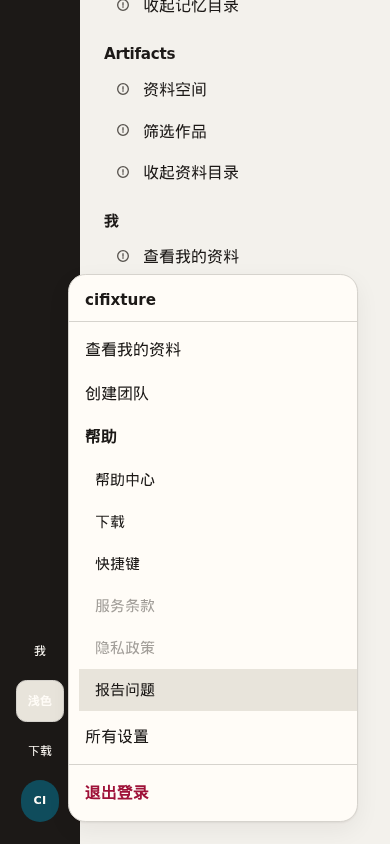 收起记忆目录
Artifacts
资料空间
筛选作品
收起资料目录
我
查看我的资料
cifixture
查看我的资料
创建团队
帮助
帮助中心
下载
快捷键
服务条款
隐私政策
报告问题
所有设置
退出登录
我
浅色
下载
CI